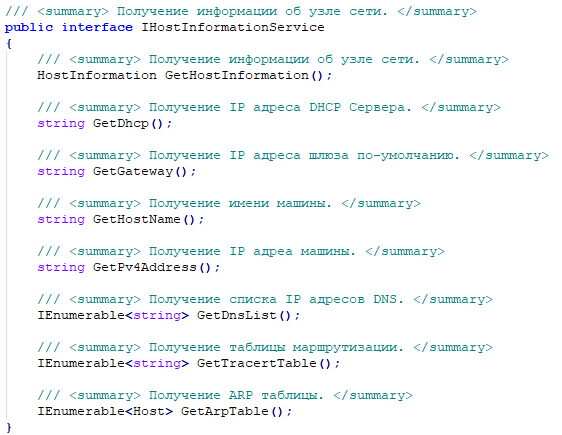 /// <summary> Получение информации об узле сети. </summary>
public interface IHostInformationService
{
/// <summary> Получение информации об узле сети. </summary>
HostInformation GetHostInformation();
/// <summary> Получение IP адреса DHCP Сервера. </summary>
string GetDhcp();
/// <summary> Получение IP адреса шлюза по-умолчанию. </summary>
string GetGateway();
/// <summary> Получение имени машины. </summary>
string GetHostName();
/// <summary> Получение IP адреа машины. </summary>
string GetPv4Address();
/// <summary> Получение списка IP адресов DNS. </summary>
IEnumerable<string> GetDnsList();
/// <summary> Получение таблицы маршрутизации. </summary>
IEnumerable<string> GetTracertTable();
/// <summary> Получение ARP таблицы. </summary>
IEnumerable<Host> GetArpTable();
}